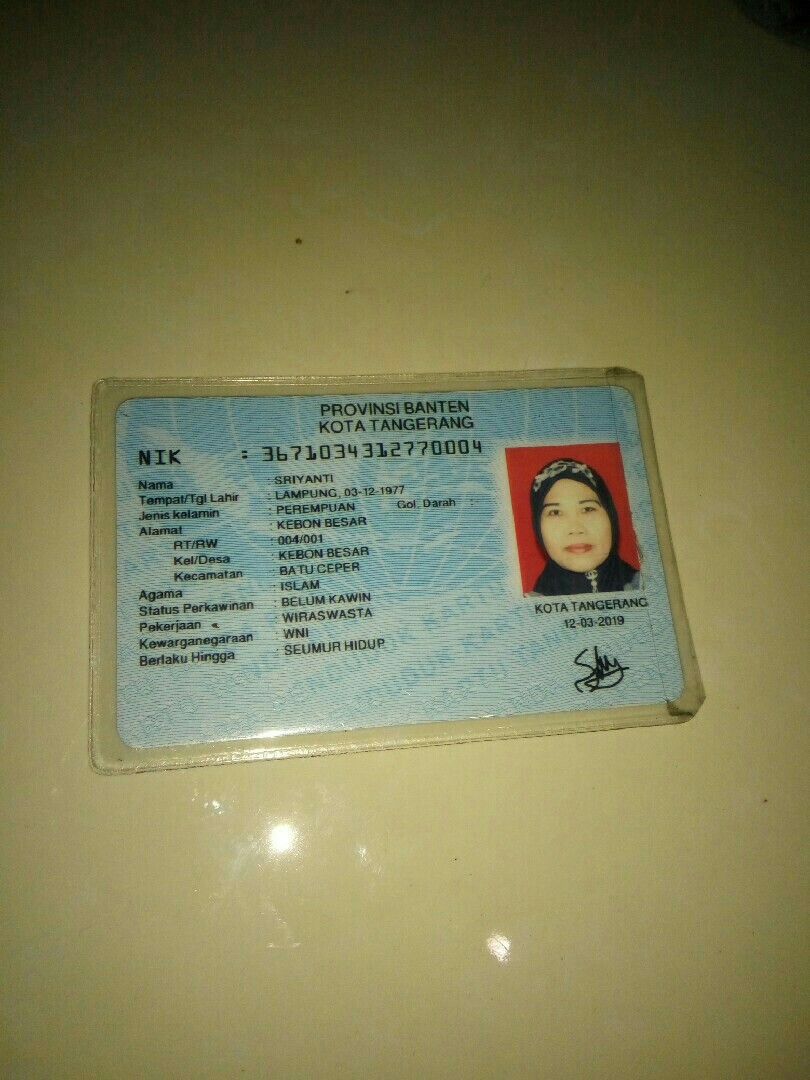 PROVINSI BANTEN
KOTA TANGERANG
NIK : 3671034312770004
Nama : SRIYANTI
Tempat/Tgl Lahir : LAMPUNG, 03-12-1977
Jenis kelamin : PEREMPUAN Gol. Darah :
Alamat : KEBON BESAR
RT/RW : 004/001
Kel/Desa : KEBON BESAR
Kecamatan : BATU CEPER
Agama : ISLAM
Status Perkawinan : BELUM KAWIN
Pekerjaan : WIRASWASTA
Kewarganegaraan : WNI
Berlaku Hingga : SEUMUR HIDUP
KOTA TANGERANG
12-03-2019